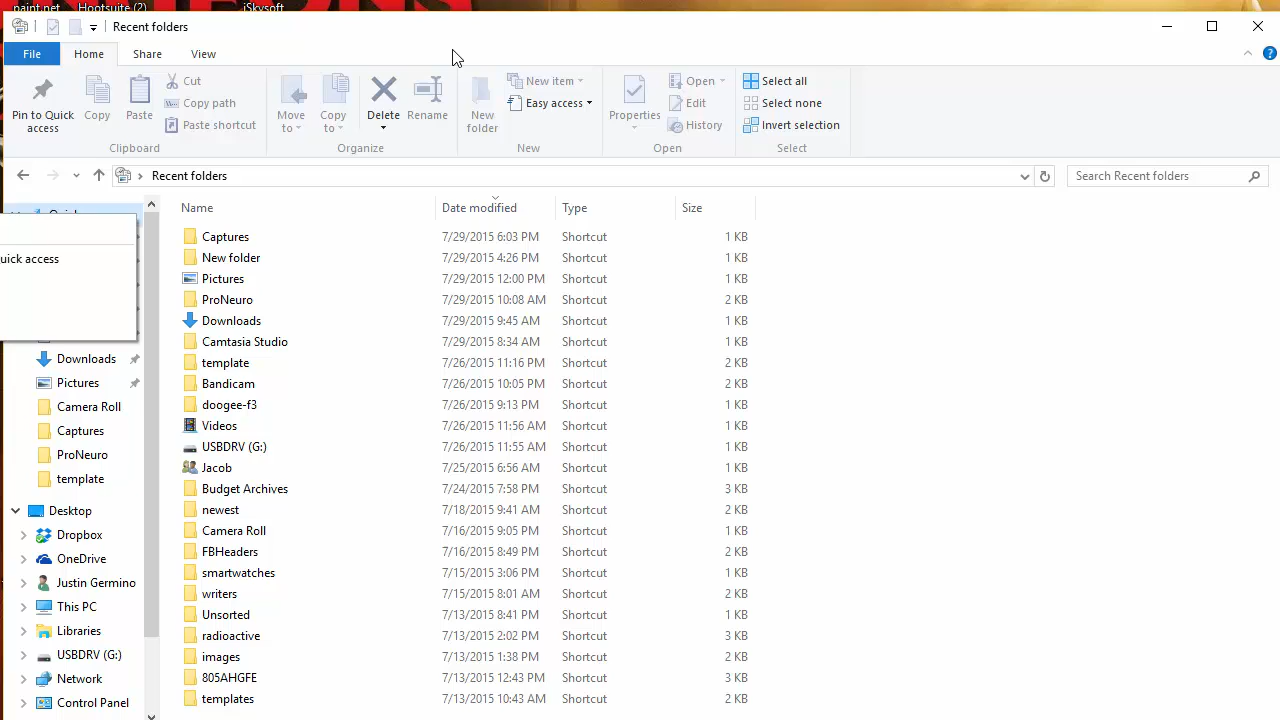 paint.net Hootsuite (2) iSkysoft
Recent folders
File Home Share View
Pin to Quick access
Copy
Paste
Cut
Copy path
Paste shortcut
Clipboard
Move to
Copy to
Delete
Rename
Organize
New folder
New item
Easy access
New
Properties
Open
Edit
History
Open
Select all
Select none
Invert selection
Select
Recent folders
Search Recent folders
Quick
uick access
Downloads
Pictures
Camera Roll
Captures
ProNeuro
template
Desktop
Dropbox
OneDrive
Justin Germino
This PC
Libraries
USBDRV (G:)
Network
Control Panel
Name Date modified Type Size
Captures 7/29/2015 6:03 PM Shortcut 1 KB
New folder 7/29/2015 4:26 PM Shortcut 1 KB
Pictures 7/29/2015 12:00 PM Shortcut 1 KB
ProNeuro 7/29/2015 10:08 AM Shortcut 2 KB
Downloads 7/29/2015 9:45 AM Shortcut 1 KB
Camtasia Studio 7/29/2015 8:34 AM Shortcut 1 KB
template 7/26/2015 11:16 PM Shortcut 2 KB
Bandicam 7/26/2015 10:05 PM Shortcut 2 KB
doogee-f3 7/26/2015 9:13 PM Shortcut 1 KB
Videos 7/26/2015 11:56 AM Shortcut 1 KB
USBDRV (G:) 7/26/2015 11:55 AM Shortcut 1 KB
Jacob 7/25/2015 6:56 AM Shortcut 1 KB
Budget Archives 7/24/2015 7:58 PM Shortcut 3 KB
newest 7/18/2015 9:41 AM Shortcut 2 KB
Camera Roll 7/16/2015 9:05 PM Shortcut 1 KB
FBHeaders 7/16/2015 8:49 PM Shortcut 2 KB
smartwatches 7/15/2015 3:06 PM Shortcut 1 KB
writers 7/15/2015 8:01 AM Shortcut 2 KB
Unsorted 7/13/2015 8:41 PM Shortcut 1 KB
radioactive 7/13/2015 2:02 PM Shortcut 3 KB
images 7/13/2015 1:38 PM Shortcut 2 KB
805AHGFE 7/13/2015 12:43 PM Shortcut 3 KB
templates 7/13/2015 10:43 AM Shortcut 2 KB